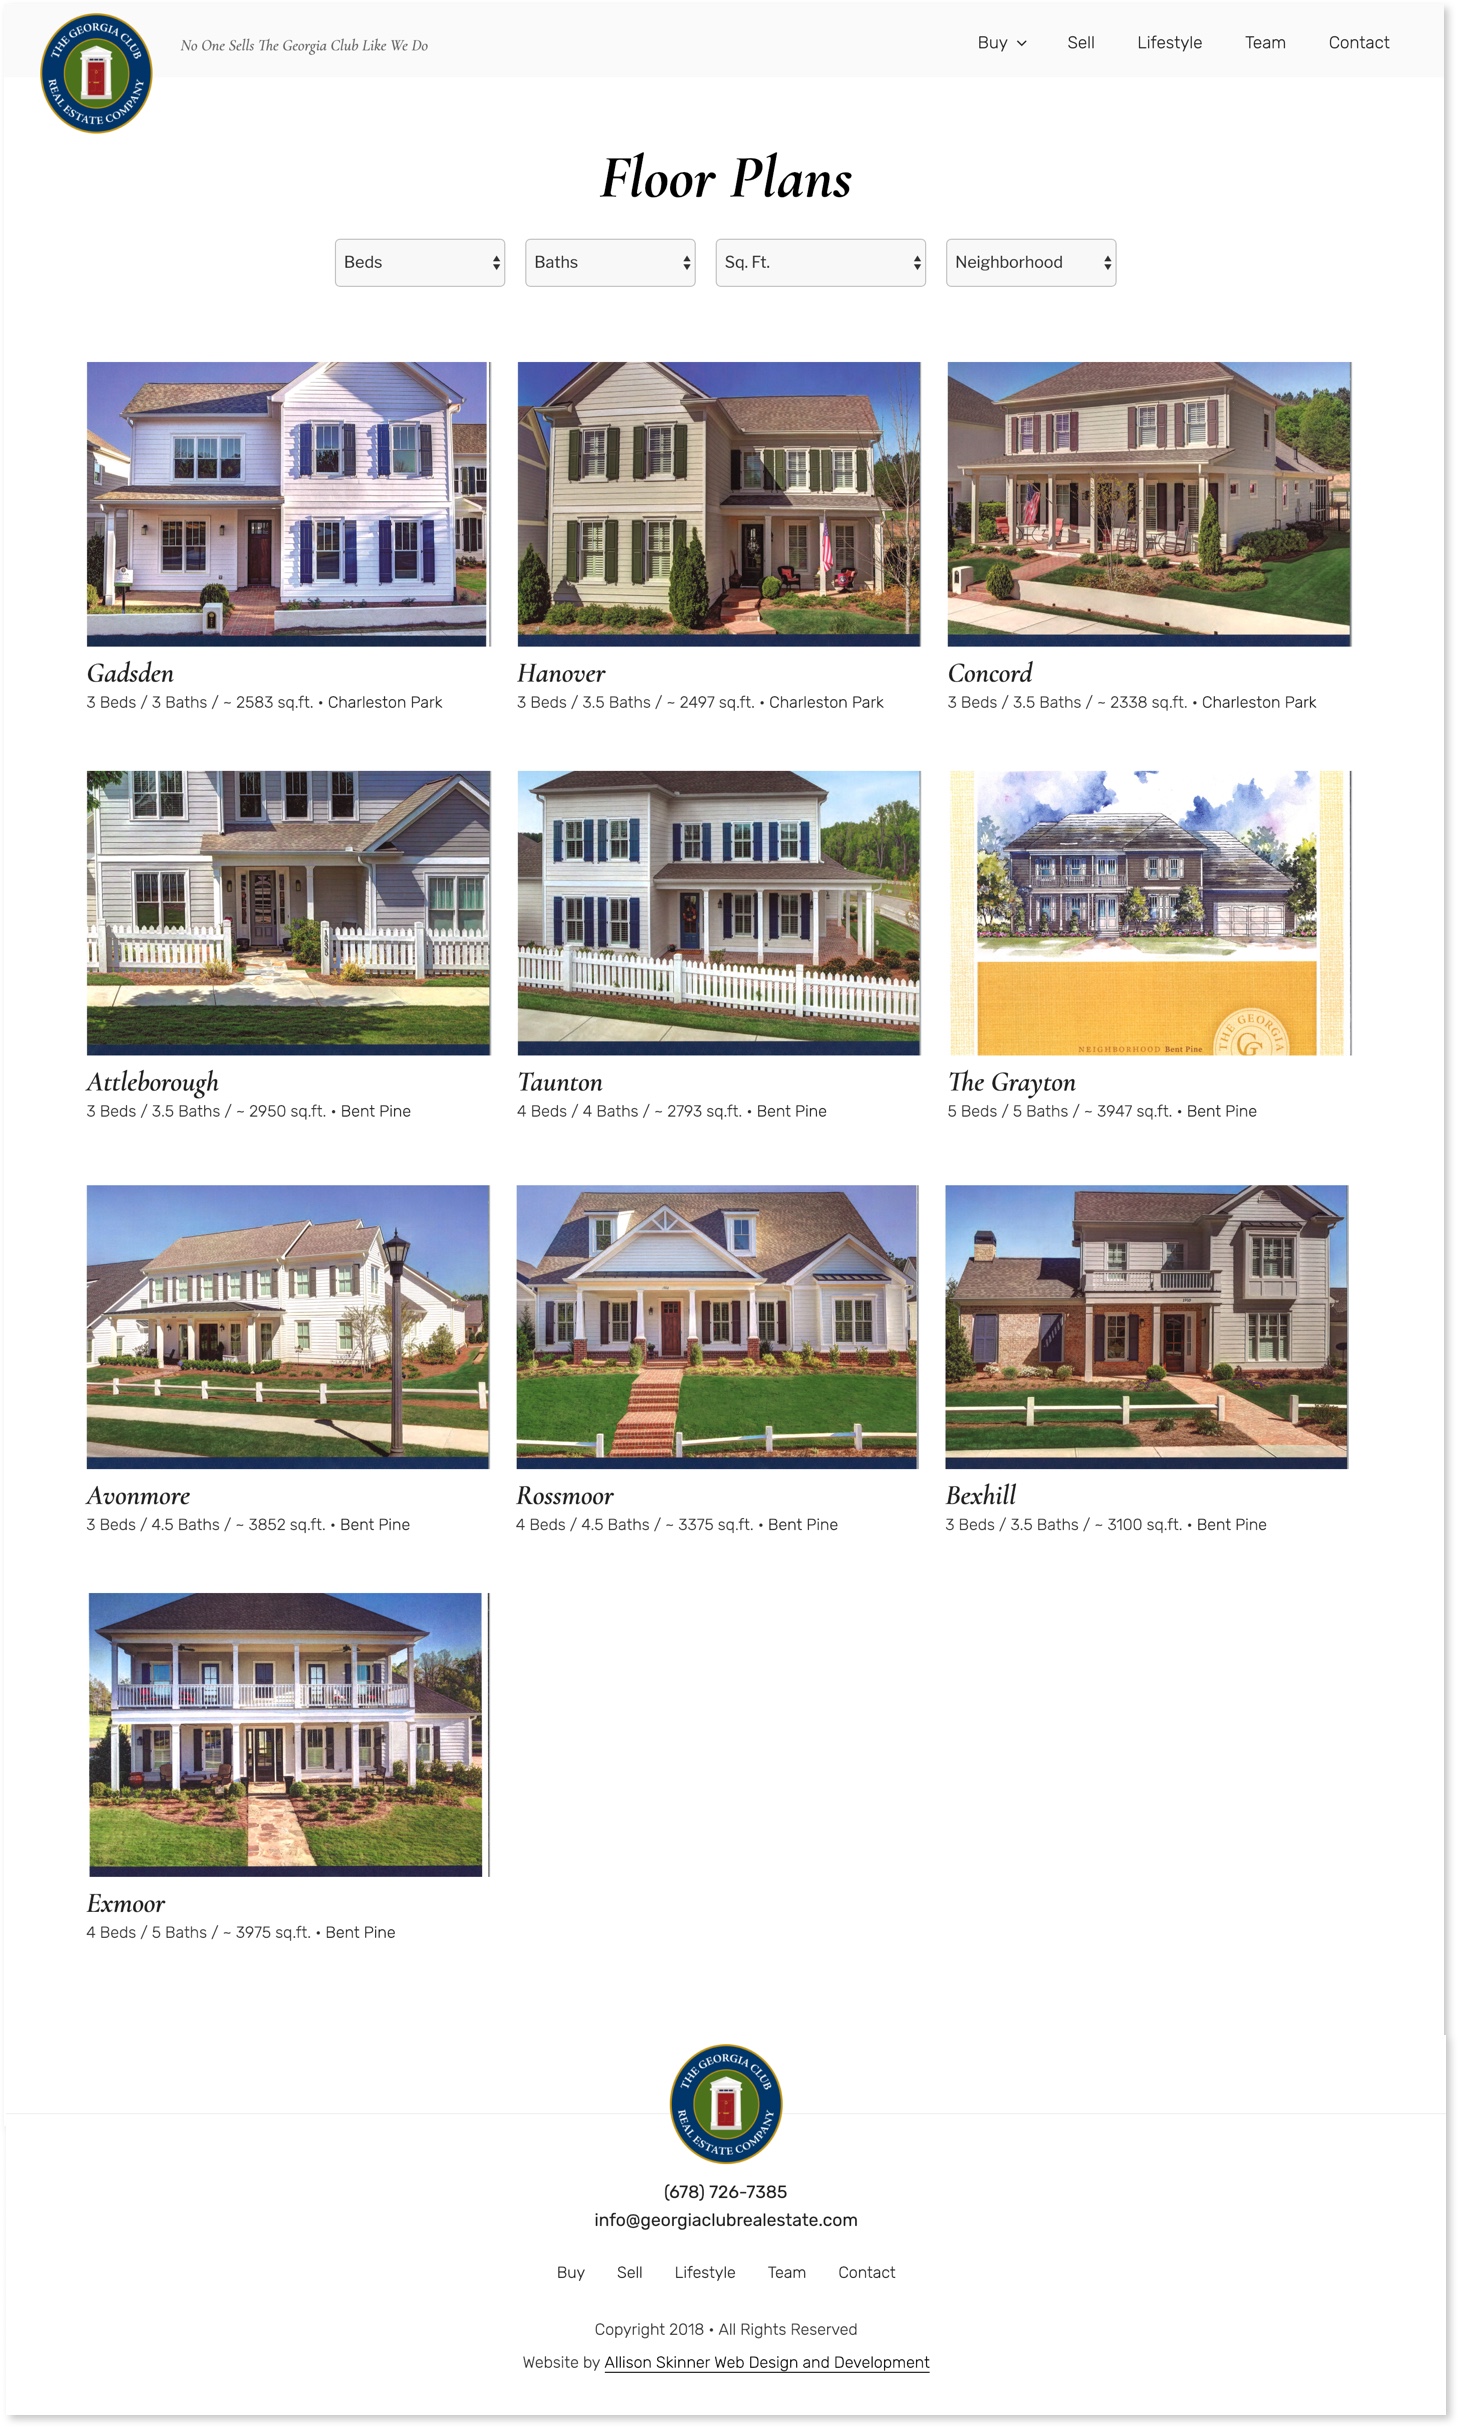 THE GEORGIA CLUB
REAL ESTATE COMPANY
No One Sells The Georgia Club Like We Do
Buy Sell Lifestyle Team Contact
Floor Plans
Beds Baths Sq. Ft. Neighborhood
Gadsden
3 Beds / 3 Baths / ~ 2583 sq.ft. • Charleston Park
Hanover
3 Beds / 3.5 Baths / ~ 2497 sq.ft. • Charleston Park
Concord
3 Beds / 3.5 Baths / ~ 2338 sq.ft. • Charleston Park
NEIGHBORHOOD Bent Pine
THE GEORGIA
Attleborough
3 Beds / 3.5 Baths / ~ 2950 sq.ft. • Bent Pine
Taunton
4 Beds / 4 Baths / ~ 2793 sq.ft. • Bent Pine
The Grayton
5 Beds / 5 Baths / ~ 3947 sq.ft. • Bent Pine
Avonmore
3 Beds / 4.5 Baths / ~ 3852 sq.ft. • Bent Pine
Rossmoor
4 Beds / 4.5 Baths / ~ 3375 sq.ft. • Bent Pine
Bexhill
3 Beds / 3.5 Baths / ~ 3100 sq.ft. • Bent Pine
Exmoor
4 Beds / 5 Baths / ~ 3975 sq.ft. • Bent Pine
THE GEORGIA CLUB
REAL ESTATE COMPANY
(678) 726-7385
info@georgiaclubrealestate.com
Buy Sell Lifestyle Team Contact
Copyright 2018 • All Rights Reserved
Website by Allison Skinner Web Design and Development